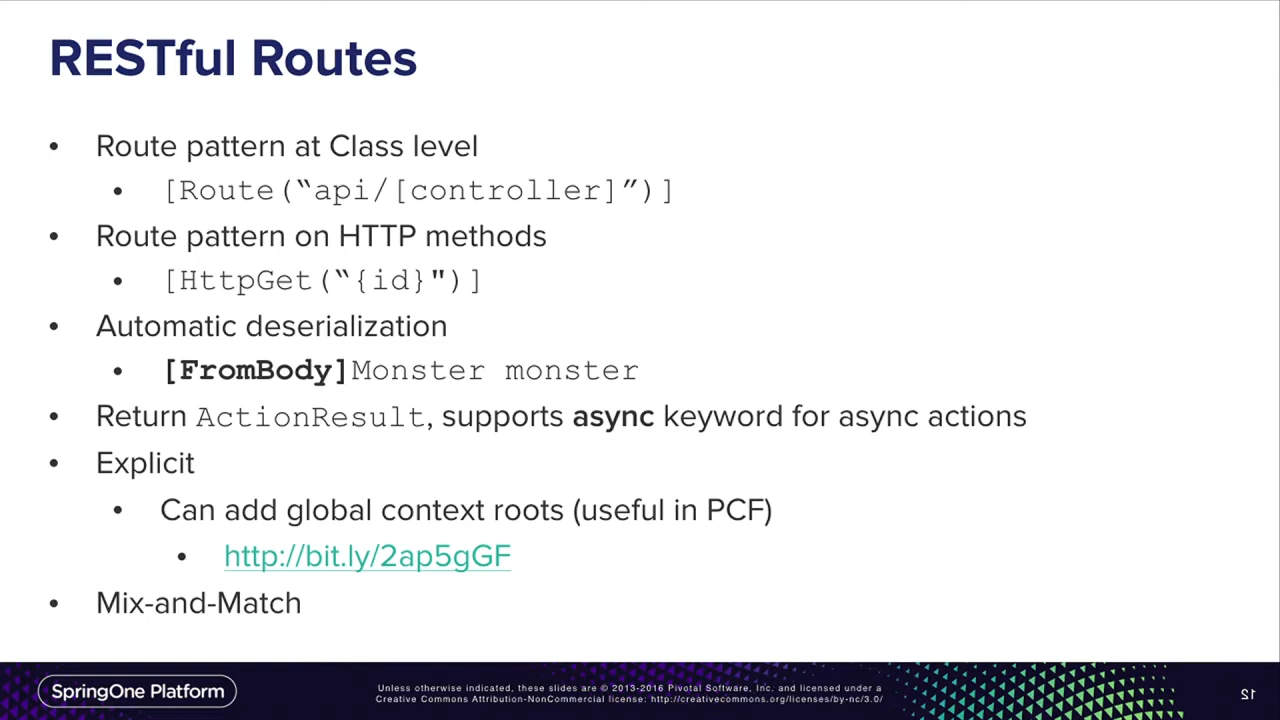 RESTful Routes
• Route pattern at Class level
• [Route(“api/[controller]”)]
• Route pattern on HTTP methods
• [HttpGet(“{id}")]
• Automatic deserialization
• [FromBody]Monster monster
• Return ActionResult, supports async keyword for async actions
• Explicit
• Can add global context roots (useful in PCF)
• http://bit.ly/2ap5gGF
• Mix-and-Match
SpringOne Platform
Unless otherwise indicated, these slides are © 2013-2016 Pivotal Software, Inc. and licensed under a
Creative Commons Attribution-NonCommercial license: http://creativecommons.org/licenses/by-nc/3.0/
12